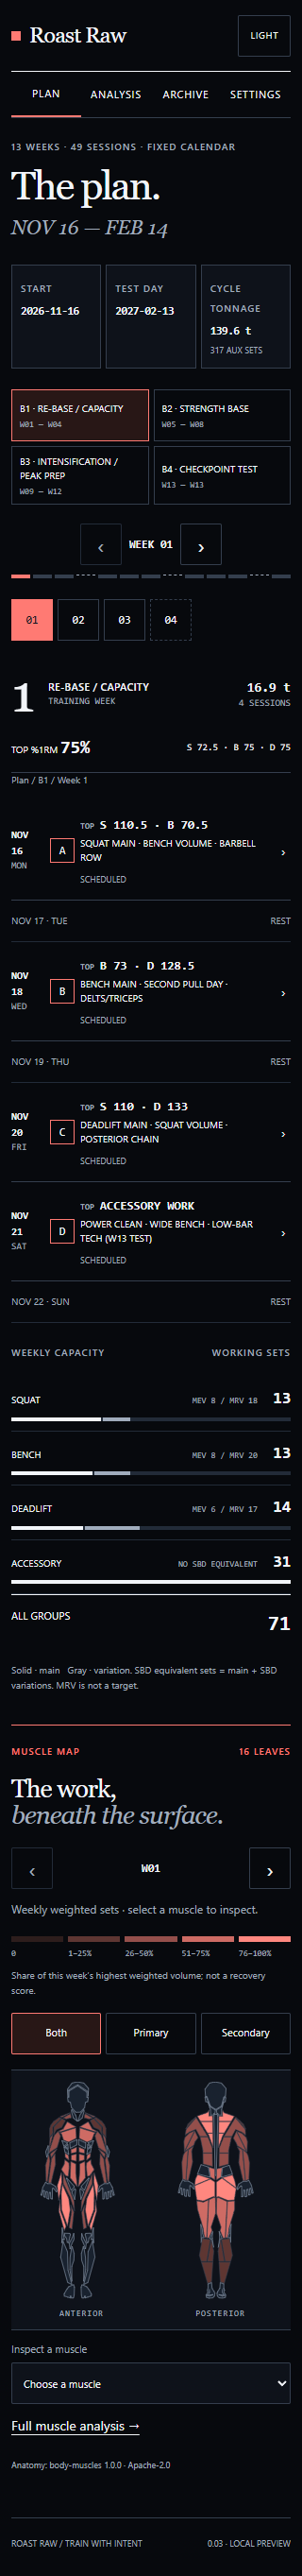 Roast Raw
LIGHT
PLAN ANALYSIS ARCHIVE SETTINGS
13 WEEKS · 49 SESSIONS · FIXED CALENDAR
The plan.
NOV 16 — FEB 14
START
2026-11-16
TEST DAY
2027-02-13
CYCLE
TONNAGE
139.6 t
317 AUX SETS
B1 · RE-BASE / CAPACITY
W01 — W04
B2 · STRENGTH BASE
W05 — W08
B3 · INTENSIFICATION /
PEAK PREP
W09 — W12
B4 · CHECKPOINT TEST
W13 — W13
‹ WEEK 01 ›
01 02 03 04
1
RE-BASE / CAPACITY
TRAINING WEEK
16.9 t
4 SESSIONS
TOP %1RM 75%
S 72.5 · B 75 · D 75
Plan / B1 / Week 1
NOV
16
MON
A
TOP S 110.5 · B 70.5
SQUAT MAIN · BENCH VOLUME · BARBELL
ROW
SCHEDULED
›
NOV 17 · TUE REST
NOV
18
WED
B
TOP B 73 · D 128.5
BENCH MAIN · SECOND PULL DAY ·
DELTS/TRICEPS
SCHEDULED
›
NOV 19 · THU REST
NOV
20
FRI
C
TOP S 110 · D 133
DEADLIFT MAIN · SQUAT VOLUME ·
POSTERIOR CHAIN
SCHEDULED
›
NOV
21
SAT
D
TOP ACCESSORY WORK
POWER CLEAN · WIDE BENCH · LOW-BAR
TECH (W13 TEST)
SCHEDULED
›
NOV 22 · SUN REST
WEEKLY CAPACITY WORKING SETS
SQUAT MEV 8 / MRV 18 13
BENCH MEV 8 / MRV 20 13
DEADLIFT MEV 6 / MRV 17 14
ACCESSORY NO SBD EQUIVALENT 31
ALL GROUPS 71
Solid · main Gray · variation. SBD equivalent sets = main + SBD
variations. MRV is not a target.
MUSCLE MAP 16 LEAVES
The work,
beneath the surface.
‹ W01 ›
Weekly weighted sets · select a muscle to inspect.
0 1–25% 26–50% 51–75% 76–100%
Share of this week's highest weighted volume; not a recovery
score.
Both Primary Secondary
ANTERIOR POSTERIOR
Inspect a muscle
Choose a muscle
Full muscle analysis →
Anatomy: body-muscles 1.0.0 · Apache-2.0
ROAST RAW / TRAIN WITH INTENT 0.03 · LOCAL PREVIEW